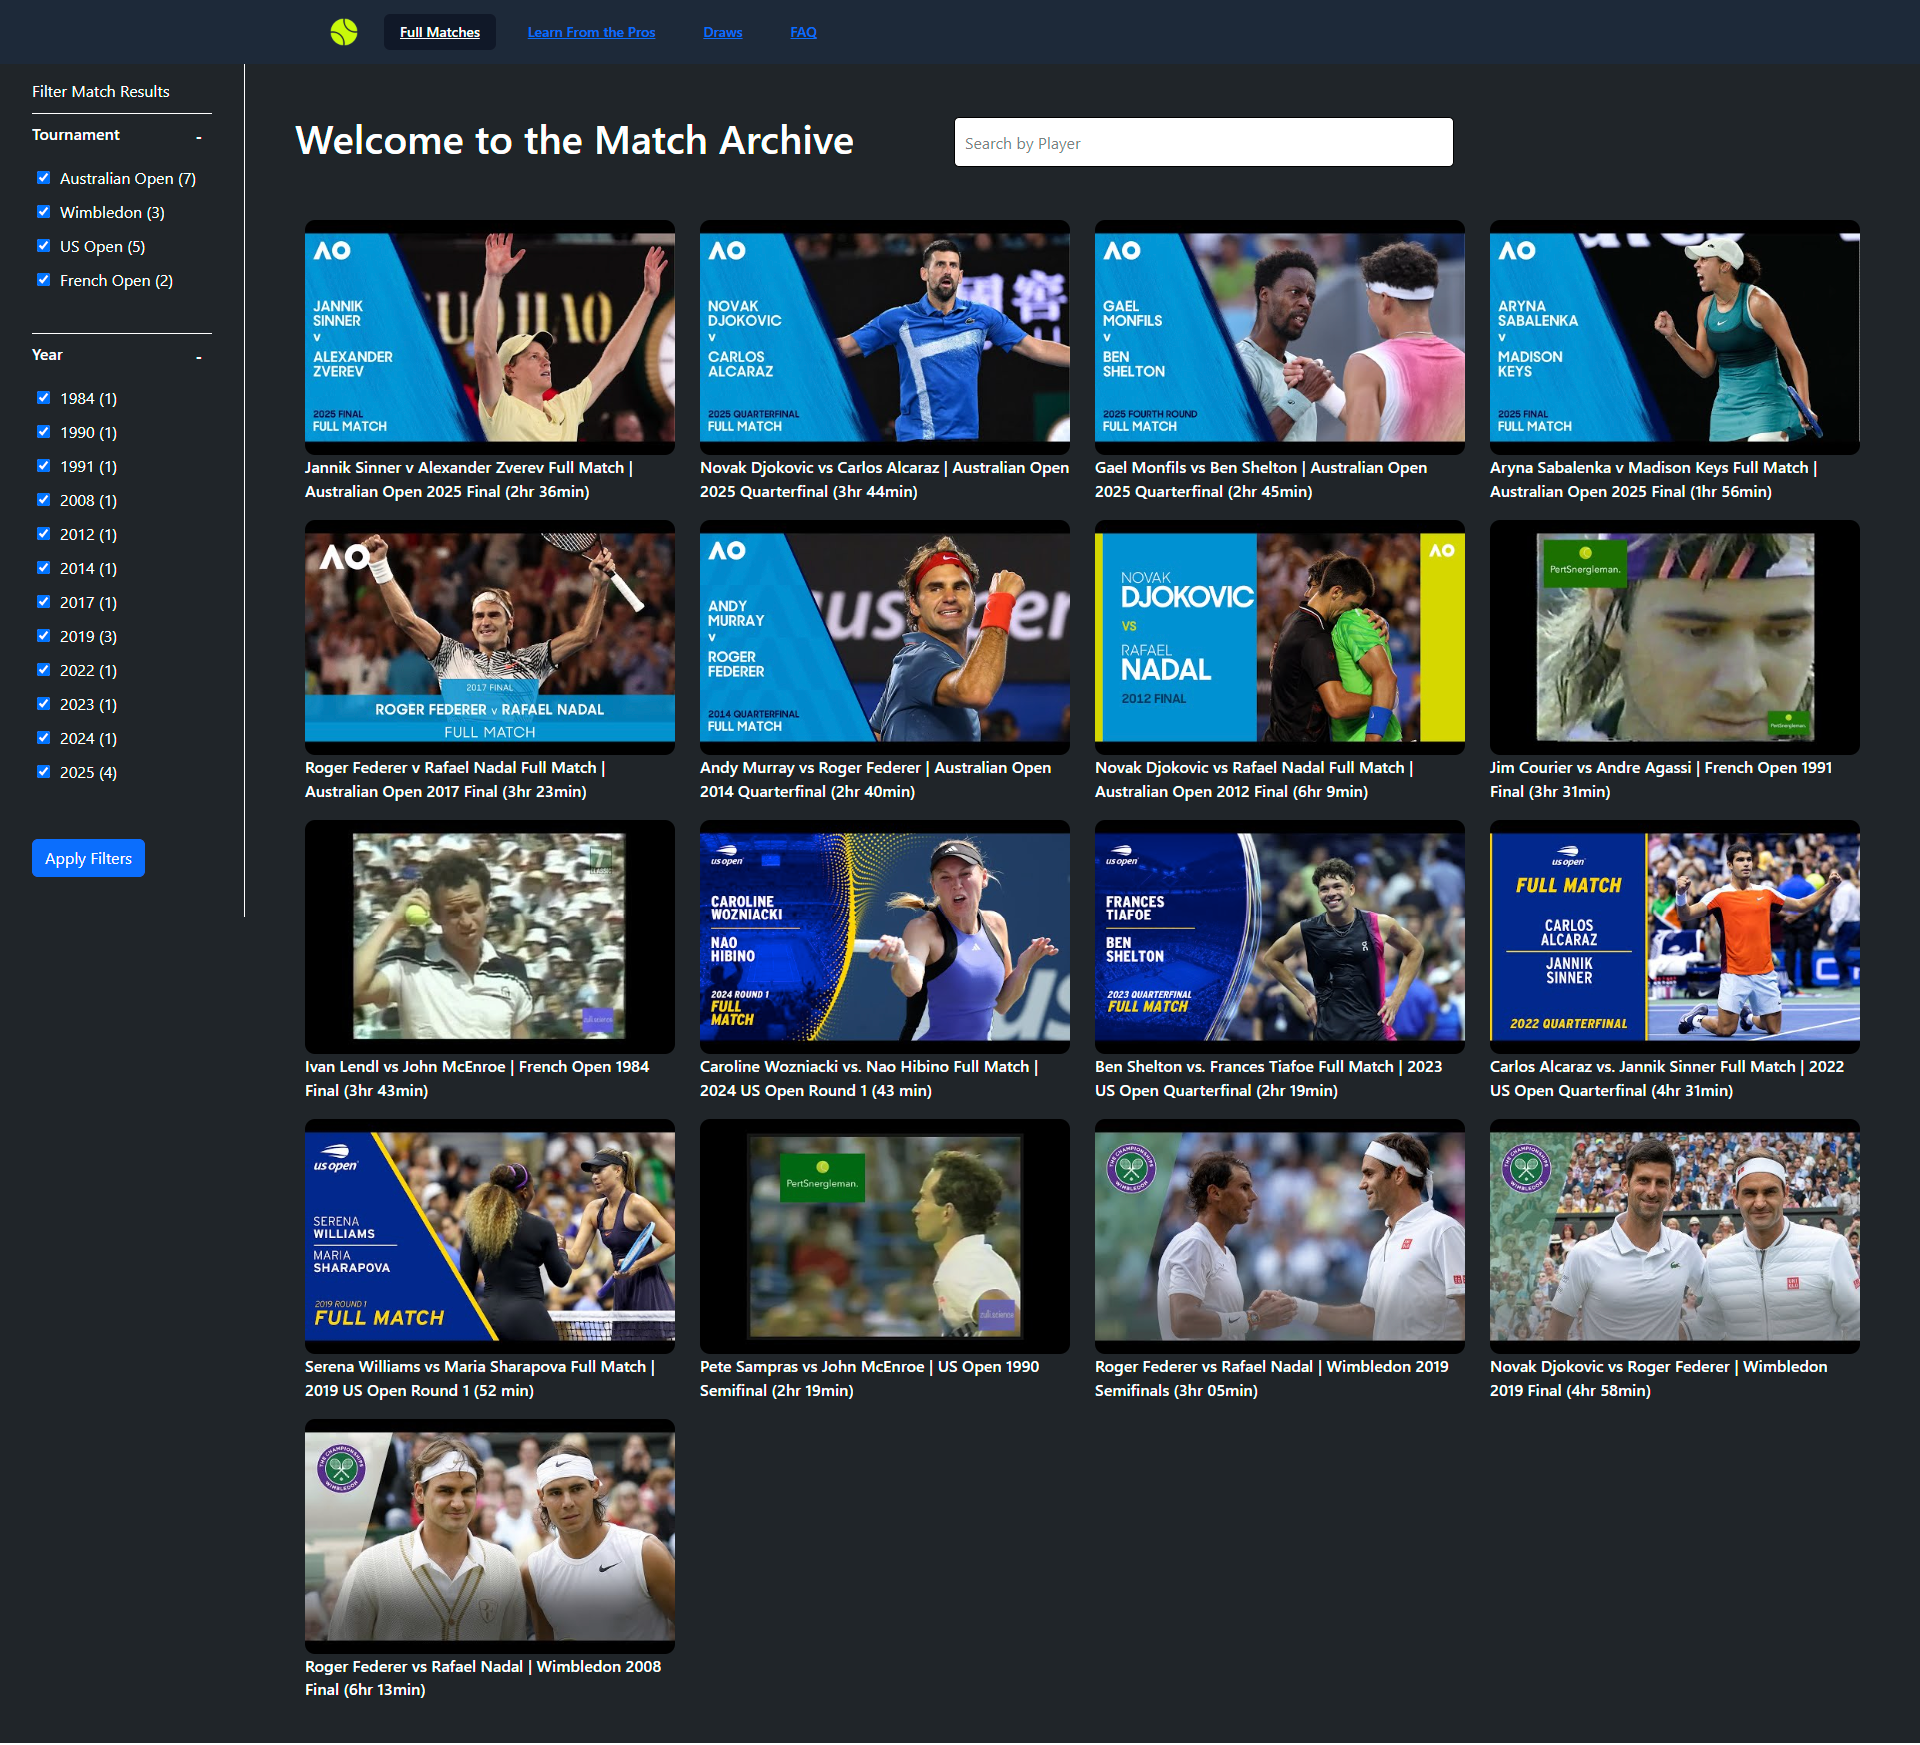 Full Matches
Learn From the Pros
Draws
FAQ
Filter Match Results
Tournament
-
Australian Open (7)
Wimbledon (3)
US Open (5)
French Open (2)
Year
-
1984 (1)
1990 (1)
1991 (1)
2008 (1)
2012 (1)
2014 (1)
2017 (1)
2019 (3)
2022 (1)
2023 (1)
2024 (1)
2025 (4)
Apply Filters
Welcome to the Match Archive
Search by Player
AO
JANNIK
SINNER
v
ALEXANDER
ZVEREV
2025 FINAL
FULL MATCH
Jannik Sinner v Alexander Zverev Full Match |
Australian Open 2025 Final (2hr 36min)
AO
NOVAK
DJOKOVIC
v
CARLOS
ALCARAZ
2025 QUARTERFINAL
FULL MATCH
Novak Djokovic vs Carlos Alcaraz | Australian Open
2025 Quarterfinal (3hr 44min)
AO
GAEL
MONFILS
v
BEN
SHELTON
2025 FOURTH ROUND
FULL MATCH
Gael Monfils vs Ben Shelton | Australian Open
2025 Quarterfinal (2hr 45min)
AO
ARYNA
SABALENKA
v
MADISON
KEYS
2025 FINAL
FULL MATCH
Aryna Sabalenka v Madison Keys Full Match |
Australian Open 2025 Final (1hr 56min)
AO
2017 FINAL
ROGER FEDERER v RAFAEL NADAL
FULL MATCH
Roger Federer v Rafael Nadal Full Match |
Australian Open 2017 Final (3hr 23min)
AO
ANDY
MURRAY
v
ROGER
FEDERER
2014 QUARTERFINAL
FULL MATCH
Andy Murray vs Roger Federer | Australian Open
2014 Quarterfinal (2hr 40min)
AO
NOVAK
DJOKOVIC
VS
RAFAEL
NADAL
2012 FINAL
Novak Djokovic vs Rafael Nadal Full Match |
Australian Open 2012 Final (6hr 9min)
PertSnergleman.
PertSnergleman.
Jim Courier vs Andre Agassi | French Open 1991
Final (3hr 31min)
zulli.science
Ivan Lendl vs John McEnroe | French Open 1984
Final (3hr 43min)
us open
CAROLINE
WOZNIACKI
NAO
HIBINO
2024 ROUND 1
FULL
MATCH
us
Caroline Wozniacki vs. Nao Hibino Full Match |
2024 US Open Round 1 (43 min)
us open
FRANCES
TIAFOE
BEN
SHELTON
2023 QUARTERFINAL
FULL MATCH
Ben Shelton vs. Frances Tiafoe Full Match | 2023
US Open Quarterfinal (2hr 19min)
us open
FULL MATCH
CARLOS
ALCARAZ
JANNIK
SINNER
2022 QUARTERFINAL
Carlos Alcaraz vs. Jannik Sinner Full Match | 2022
US Open Quarterfinal (4hr 31min)
us open
SERENA
WILLIAMS
MARIA
SHARAPOVA
2019 ROUND 1
FULL MATCH
Serena Williams vs Maria Sharapova Full Match |
2019 US Open Round 1 (52 min)
PertSnergleman.
zulli.science
Pete Sampras vs John McEnroe | US Open 1990
Semifinal (2hr 19min)
THE CHAMPIONSHIPS
WIMBLEDON
Roger Federer vs Rafael Nadal | Wimbledon 2019
Semifinals (3hr 05min)
THE CHAMPIONSHIPS
WIMBLEDON
Novak Djokovic vs Roger Federer | Wimbledon
2019 Final (4hr 58min)
THE CHAMPIONSHIPS
WIMBLEDON
Roger Federer vs Rafael Nadal | Wimbledon 2008
Final (6hr 13min)